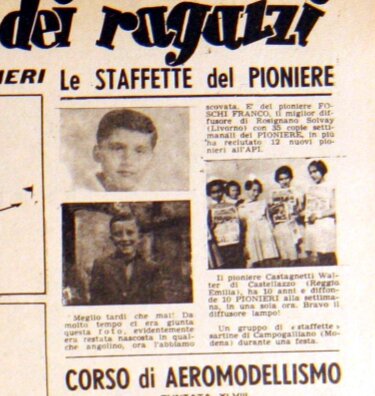 dei ragazzi
IERI
Le STAFFETTE del PIONIERE
Meglio tardi che mai! Da
molto tempo ci era giunta
questa foto, evidentemente
era restata nascosta in qual-
che angolino, ora l'abbiamo
scovata. E' del pioniere FO-
SCHI FRANCO, il miglior dif-
fusore di Rosignano Solvay
(Livorno) con 35 copie setti-
manali del PIONIERE, in più
ha reclutato 12 nuovi pio-
nieri all'API.
Il pioniere Castagnetti Wal-
ter di Castellazzo (Reggio
Emilia), ha 10 anni e diffon-
de 10 PIONIERI alla settima-
na, in una sola ora. Bravo il
diffusore lampo!
Un gruppo di «staffette»
sartine di Campogalliano (Mo-
dena) durante una festa.
CORSO di AEROMODELLISMO